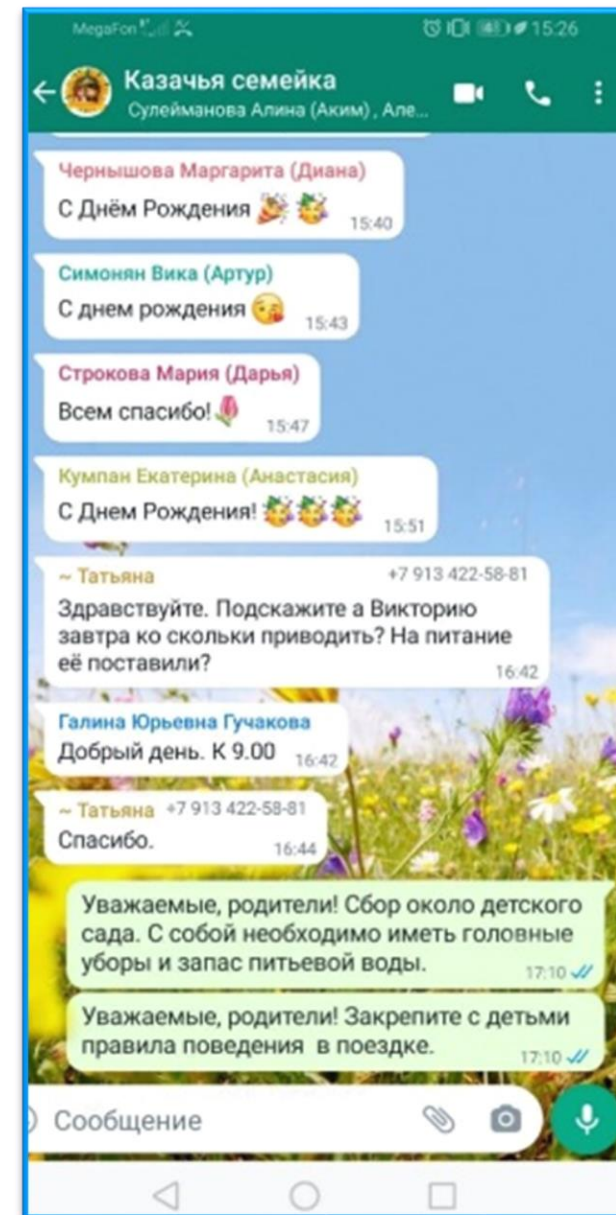 MegaFon 48 15:26
Казачья семейка
Сулейманова Алина (Аким), Але...
Чернышова Маргарита (Диана)
С Днём Рождения 🎉 🥳
15:40
Симонян Вика (Артур)
С днем рождения 😘
15:43
Строкова Мария (Дарья)
Всем спасибо!🌷
15:47
Кумпан Екатерина (Анастасия)
С Днем Рождения! 🥳🥳🥳
15:51
~ Татьяна +7 913 422-58-81
Здравствуйте. Подскажите а Викторию
завтра ко скольки приводить? На питание
её поставили?
16:42
Галина Юрьевна Гучакова
Добрый день. К 9.00 16:42
~ Татьяна +7 913 422-58-81
Спасибо.
16:44
Уважаемые, родители! Сбор около детского
сада. С собой необходимо иметь головные
уборы и запас питьевой воды.
17:10
Уважаемые, родители! Закрепите с детьми
правила поведения в поездке.
17:10
Сообщение